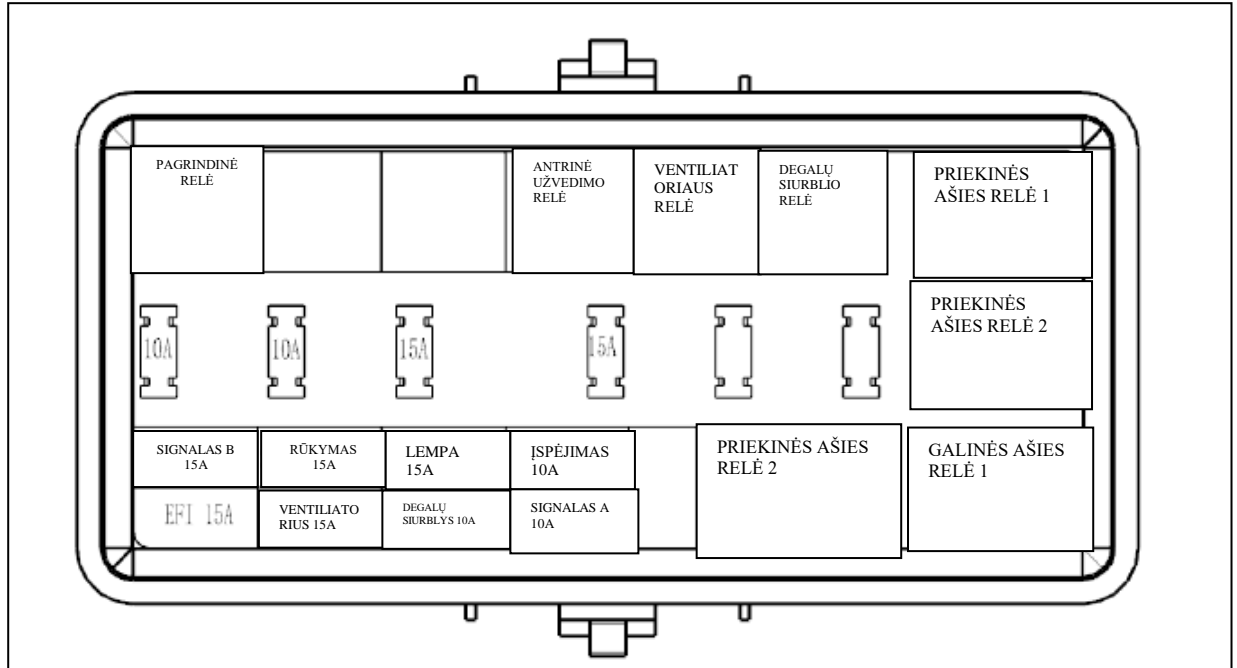 PAGRINDINĖ
RELĖ
ANTRINĖ
UŽVEDIMO
RELĖ
VENTILIAT
ORIAUS
RELĖ
DEGALŲ
SIURBLIO
RELĖ
PRIEKINĖS
AŠIES RELĖ 1
PRIEKINĖS
AŠIES RELĖ 2
10A
10A
15A
15A
SIGNALAS B
15A
RŪKYMAS
15A
LEMPA
15A
ĮSPĖJIMAS
10A
PRIEKINĖS AŠIES
RELĖ 2
GALINĖS AŠIES
RELĖ 1
EFI 15A
VENTILIATO
RIUS 15A
DEGALŲ
SIURBLYS 10A
SIGNALAS A
10A